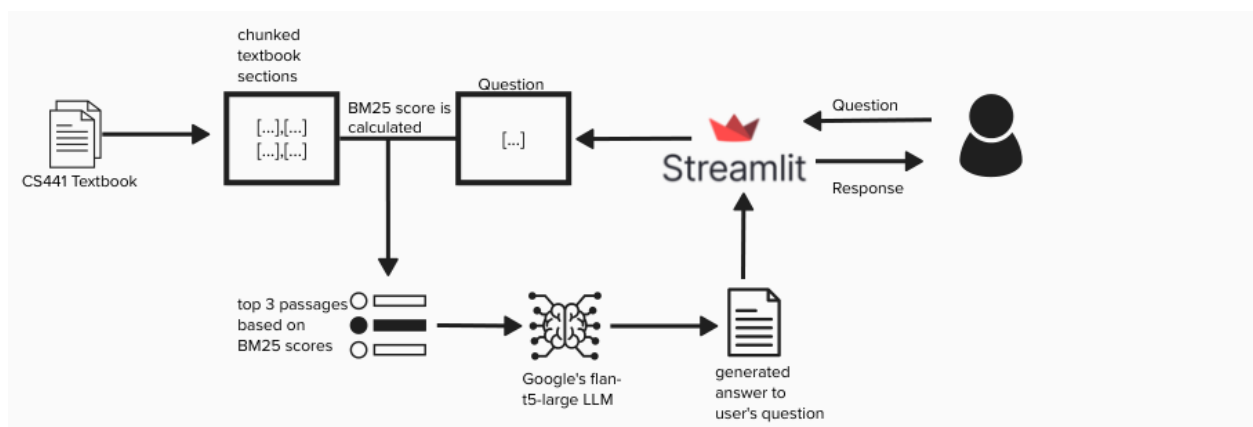 chunked
textbook
sections
[...],[...]
[...],[...]
CS441 Textbook
BM25 score is
calculated
Question
[...]
Streamlit
Question
Response
top 3 passages
based on
BM25 scores
Google's flan-
t5-large LLM
generated
answer to
user's question